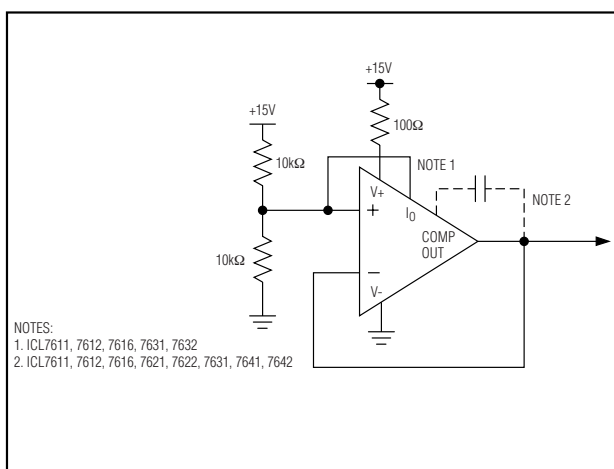 +15V
+15V
100Ω
10kΩ
NOTE 1
V+
IO
+
NOTE 2
COMP
OUT
10kΩ
−
V-
NOTES:
1. ICL7611, 7612, 7616, 7631, 7632
2. ICL7611, 7612, 7616, 7621, 7622, 7631, 7641, 7642